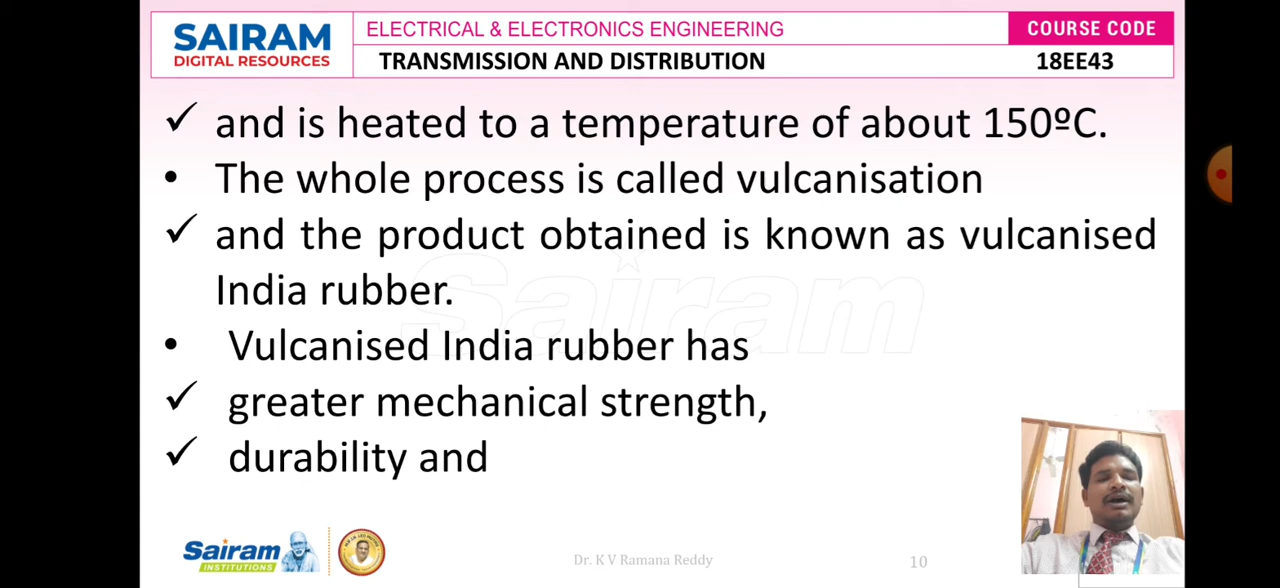 SAIRAM
DIGITAL RESOURCES
ELECTRICAL & ELECTRONICS ENGINEERING
COURSE CODE
TRANSMISSION AND DISTRIBUTION
18EE43
✓ and is heated to a temperature of about 150ºC.
• The whole process is called vulcanisation
✓ and the product obtained is known as vulcanised
India rubber.
• Vulcanised India rubber has
✓ greater mechanical strength,
✓ durability and
Sairam
Sairam
INSTITUTIONS
Dr. K V Ramana Reddy
10